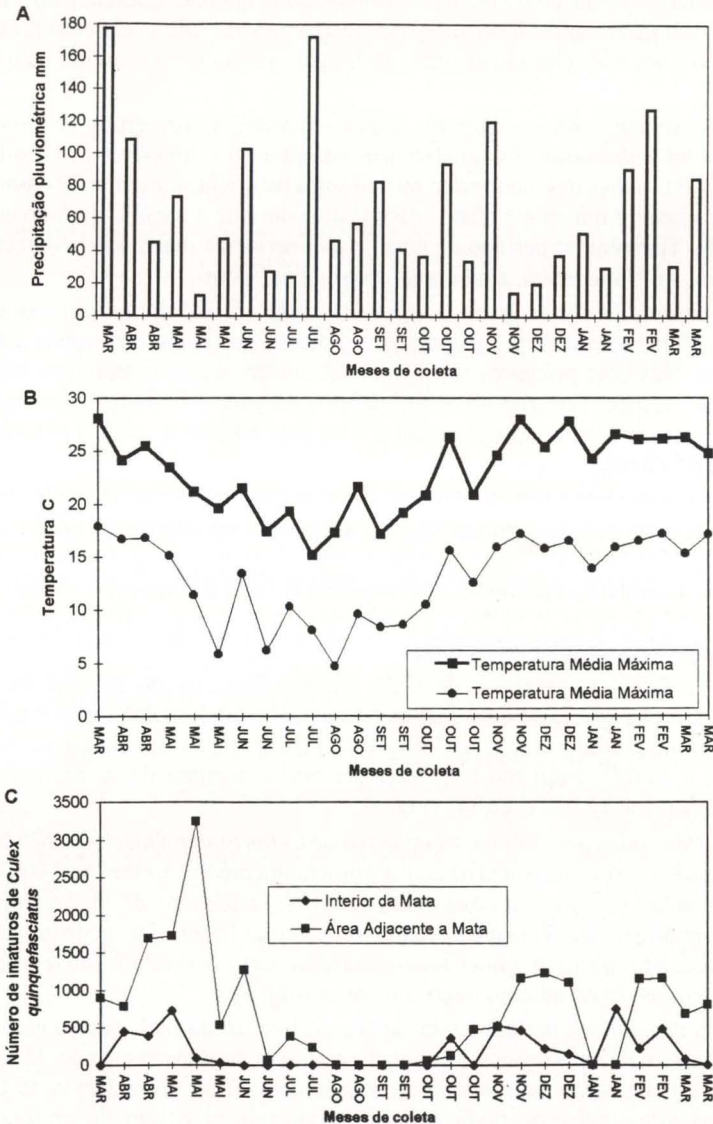 A
Precipitação pluviométrica mm
180
160
140
120
100
80
60
40
20
0
MAR ABR ABR MAI MAI MAI JUN JUN JUL JUL AGO AGO SET SET OUT OUT OUT NOV NOV DEZ DEZ JAN JAN FEV FEV MAR MAR
Meses de coleta
B
Temperatura C
30
25
20
15
10
5
0
Temperatura Média Máxima
Temperatura Média Máxima
MAR ABR ABR MAI MAI MAI JUN JUN JUL JUL AGO AGO SET SET OUT OUT OUT NOV NOV DEZ DEZ JAN JAN FEV FEV MAR MAR
Meses de coleta
C
Número de Imaturos de Culex
quinquefasciatus
3500
3000
2500
2000
1500
1000
500
0
Interior da Mata
Área Adjacente a Mata
MAR ABR ABR MAI MAI MAI JUN JUN JUL JUL AGO AGO SET SET OUT OUT OUT NOV NOV DEZ DEZ JAN JAN FEV FEV MAR MAR
Meses de coleta